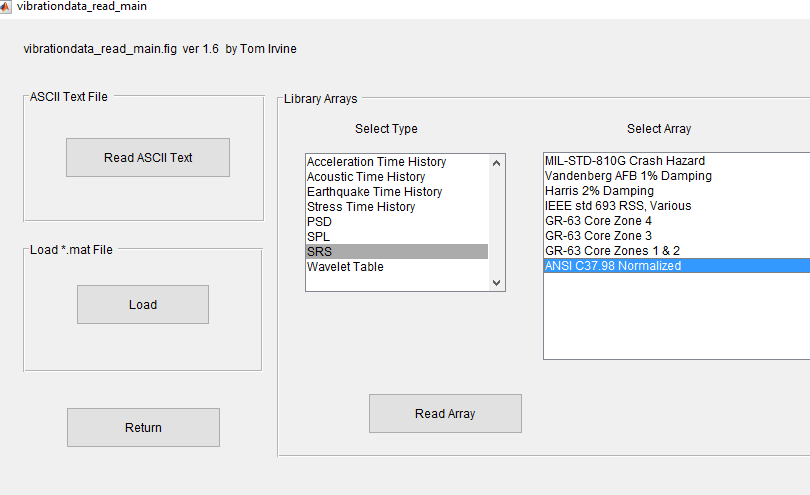 vibrationdata_read_main
vibrationdata_read_main.fig ver 1.6 by Tom Irvine
ASCII Text File
Read ASCII Text
Load *.mat File
Load
Return
Library Arrays
Select Type
Acceleration Time History
Acoustic Time History
Earthquake Time History
Stress Time History
PSD
SPL
SRS
Wavelet Table
Select Array
MIL-STD-810G Crash Hazard
Vandenberg AFB 1% Damping
Harris 2% Damping
IEEE std 693 RSS, Various
GR-63 Core Zone 4
GR-63 Core Zone 3
GR-63 Core Zones 1 & 2
ANSI C37.98 Normalized
Read Array